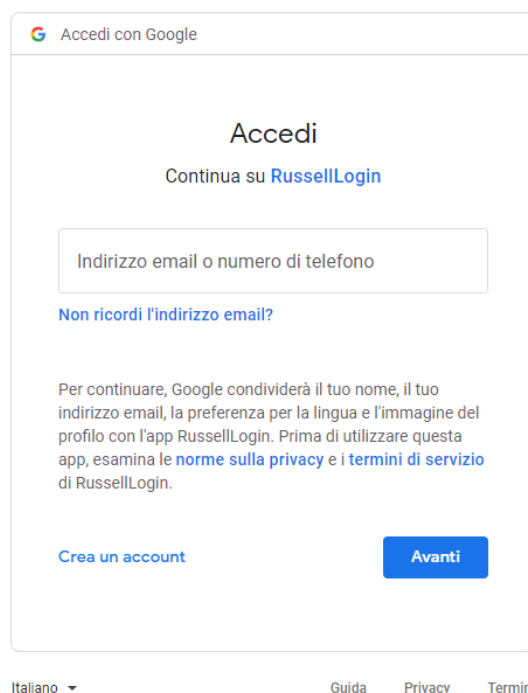 Accedi con Google
Accedi
Continua su RussellLogin
Indirizzo email o numero di telefono
Non ricordi l'indirizzo email?
Per continuare, Google condividerà il tuo nome, il tuo
indirizzo email, la preferenza per la lingua e l'immagine del
profilo con l'app RussellLogin. Prima di utilizzare questa
app, esamina le norme sulla privacy e i termini di servizio
di RussellLogin.
Crea un account Avanti
Italiano Guida Privacy Termin